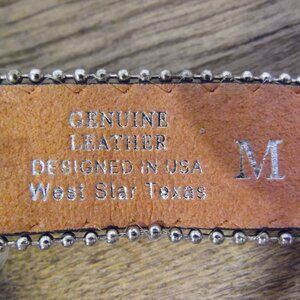 GENUINE
LEATHER
DESIGNED IN USA
West Star Texas
M